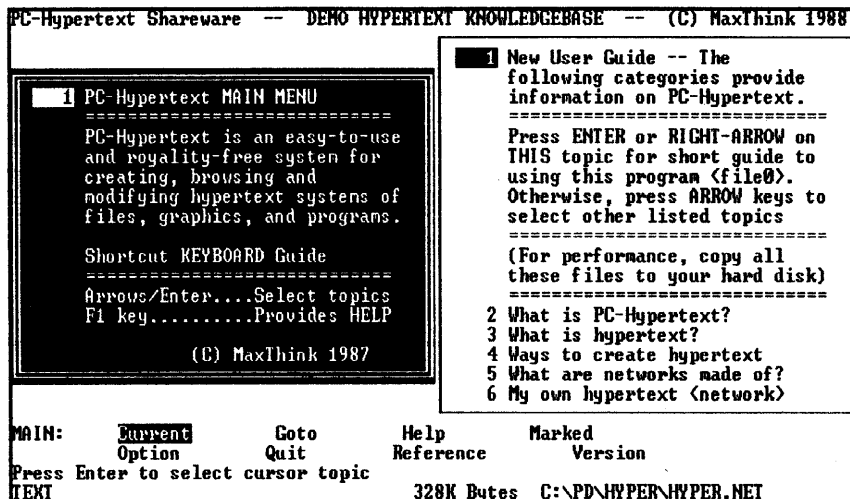 PC-Hypertext Shareware -- DEMO HYPERTEXT KNOWLEDGEBASE -- (C) MaxThink 1988
1 PC-Hypertext MAIN MENU
==============================
PC-Hypertext is an easy-to-use
and royality-free system for
creating, browsing and
modifying hypertext systems of
files, graphics, and programs.
Shortcut KEYBOARD Guide
==============================
Arrows/Enter....Select topics
F1 key..........Provides HELP
(C) MaxThink 1987
1 New User Guide -- The
following categories provide
information on PC-Hypertext.
===============================
Press ENTER or RIGHT-ARROW on
THIS topic for short guide to
using this program <file0>.
Otherwise, press ARROW keys to
select other listed topics
===============================
(For performance, copy all
these files to your hard disk)
===============================
2 What is PC-Hypertext?
3 What is hypertext?
4 Ways to create hypertext
5 What are networks made of?
6 My own hypertext <network>
MAIN: Current Goto Help Marked
Option Quit Reference Version
Press Enter to select cursor topic
TEXT 328K Bytes C:\PD\HYPER\HYPER.NET